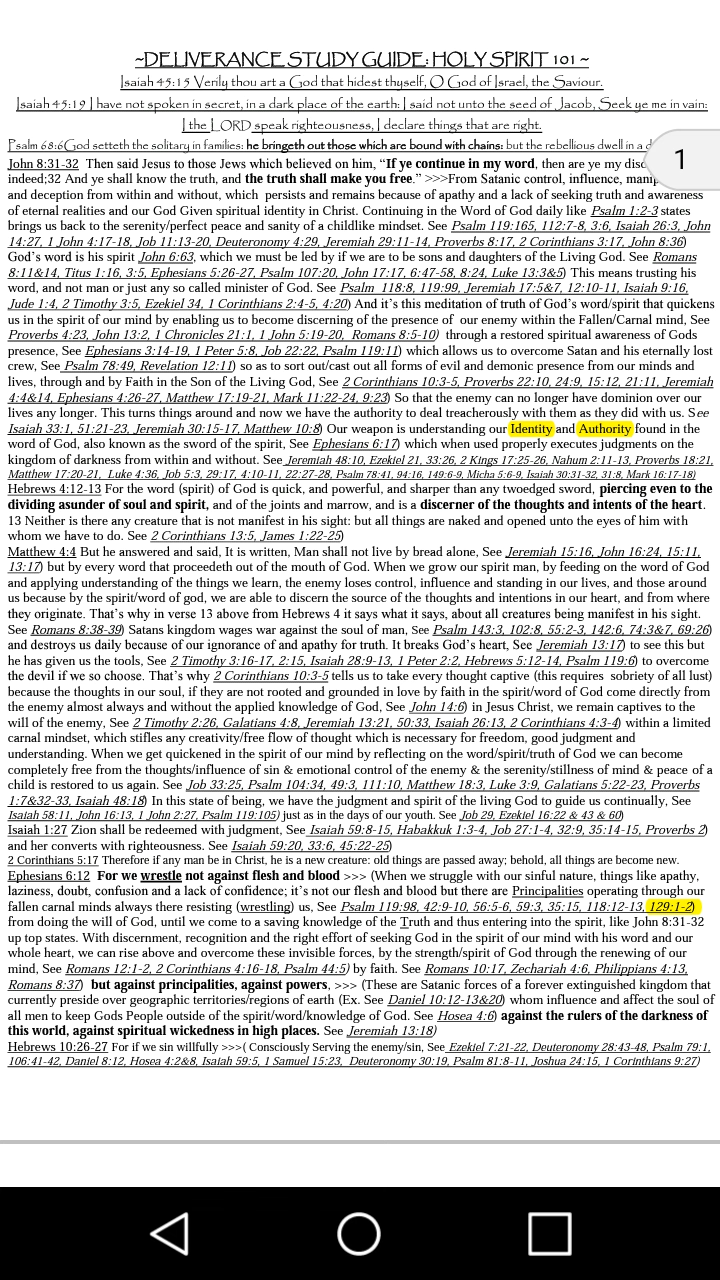 ~DELIVERANCE STUDY GUIDE: HOLY SPIRIT 101 ~
Isaiah 45:15 Verily thou art a God that hidest thyself, O God of Israel, the Saviour.
Isaiah 45:19 I have not spoken in secret, in a dark place of the earth: I said not unto the seed of Jacob, Seek ye me in vain:
I the LORD speak righteousness, I declare things that are right.
Psalm 68:6God setteth the solitary in families: he bringeth out those which are bound with chains: but the rebellious dwell in a
1
John 8:31-32 Then said Jesus to those Jews which believed on him, “If ye continue in my word, then are ye my
indeed;32 And ye shall know the truth, and the truth shall make you free.” >>>From Satanic control, influence,
and deception from within and without, which persists and remains because of apathy and a lack of seeking truth and awareness
of eternal realities and our God Given spiritual identity in Christ. Continuing in the Word of God daily like Psalm 1:2-3 states
brings us back to the serenity/perfect peace and sanity of a childlike mindset. See Psalm 119:165, 112:7-8, 3:6, Isaiah 26:3, John
14:27, 1 John 4:17-18, Job 11:13-20, Deuteronomy 4:29, Jeremiah 29:11-14, Proverbs 8:17, 2 Corinthians 3:17, John 8:36)
God’s word is his spirit John 6:63, which we must be led by if we are to be sons and daughters of the Living God. See Romans
8:11&14, Titus 1:16, 3:5, Ephesians 5:26-27, Psalm 107:20, John 17:17, 6:47-58, 8:24, Luke 13:3&5) This means trusting his
word, and not man or just any so called minister of God. See Psalm 118:8, 119:99, Jeremiah 17:5&7, 12:10-11, Isaiah 9:16,
Jude 1:4, 2 Timothy 3:5, Ezekiel 34, 1 Corinthians 2:4-5, 4:20) And it’s this meditation of truth of God’s word/spirit that quickens
us in the spirit of our mind by enabling us to become discerning of the presence of our enemy within the Fallen/Carnal mind, See
Proverbs 4:23, John 13:2, 1 Chronicles 21:1, 1 John 5:19-20, Romans 8:5-10) through a restored spiritual awareness of Gods
presence, See Ephesians 3:14-19, 1 Peter 5:8, Job 22:22, Psalm 119:11) which allows us to overcome Satan and his eternally lost
crew, See Psalm 78:49, Revelation 12:11) so as to sort out/cast out all forms of evil and demonic presence from our minds and
lives, through and by Faith in the Son of the Living God, See 2 Corinthians 10:3-5, Proverbs 22:10, 24:9, 15:12, 21:11, Jeremiah
4:4&14, Ephesians 4:26-27, Matthew 17:19-21, Mark 11:22-24, 9:23) So that the enemy can no longer have dominion over our
lives any longer. This turns things around and now we have the authority to deal treacherously with them as they did with us. See
Isaiah 33:1, 51:21-23, Jeremiah 30:15-17, Matthew 10:8) Our weapon is understanding our Identity and Authority found in the
word of God, also known as the sword of the spirit, See Ephesians 6:17) which when used properly executes judgments on the
kingdom of darkness from within and without. See Jeremiah 48:10, Ezekiel 21, 33:26, 2 Kings 17:25-26, Nahum 2:11-13, Proverbs 18:21,
Matthew 17:20-21, Luke 4:36, Job 5:3, 29:17, 4:10-11, 22:27-28, Psalm 78:41, 94:16, 149:6-9, Micha 5:6-9, Isaiah 30:31-32, 31:8, Mark 16:17-18)
Hebrews 4:12-13 For the word (spirit) of God is quick, and powerful, and sharper than any twoedged sword, piercing even to the
dividing asunder of soul and spirit, and of the joints and marrow, and is a discerner of the thoughts and intents of the heart.
13 Neither is there any creature that is not manifest in his sight: but all things are naked and opened unto the eyes of him with
whom we have to do. See 2 Corinthians 13:5, James 1:22-25)
Matthew 4:4 But he answered and said, It is written, Man shall not live by bread alone, See Jeremiah 15:16, John 16:24, 15:11,
13:17) but by every word that proceedeth out of the mouth of God. When we grow our spirit man, by feeding on the word of God
and applying understanding of the things we learn, the enemy loses control, influence and standing in our lives, and those around
us because by the spirit/word of god, we are able to discern the source of the thoughts and intentions in our heart, and from where
they originate. That’s why in verse 13 above from Hebrews 4 it says what it says, about all creatures being manifest in his sight.
See Romans 8:38-39) Satans kingdom wages war against the soul of man, See Psalm 143:3, 102:8, 55:2-3, 142:6, 74:3&7, 69:26)
and destroys us daily because of our ignorance of and apathy for truth. It breaks God’s heart, See Jeremiah 13:17) to see this but
he has given us the tools, See 2 Timothy 3:16-17, 2:15, Isaiah 28:9-13, 1 Peter 2:2, Hebrews 5:12-14, Psalm 119:6) to overcome
the devil if we so choose. That’s why 2 Corinthians 10:3-5 tells us to take every thought captive (this requires sobriety of all lust)
because the thoughts in our soul, if they are not rooted and grounded in love by faith in the spirit/word of God come directly from
the enemy almost always and without the applied knowledge of God, See John 14:6) in Jesus Christ, we remain captives to the
will of the enemy, See 2 Timothy 2:26, Galatians 4:8, Jeremiah 13:21, 50:33, Isaiah 26:13, 2 Corinthians 4:3-4) within a limited
carnal mindset, which stifles any creativity/free flow of thought which is necessary for freedom, good judgment and
understanding. When we get quickened in the spirit of our mind by reflecting on the word/spirit/truth of God we can become
completely free from the thoughts/influence of sin & emotional control of the enemy & the serenity/stillness of mind & peace of a
child is restored to us again. See Job 33:25, Psalm 104:34, 49:3, 111:10, Matthew 18:3, Luke 3:9, Galatians 5:22-23, Proverbs
1:7&32-33, Isaiah 48:18) In this state of being, we have the judgment and spirit of the living God to guide us continually, See
Isaiah 58:11, John 16:13, 1 John 2:27, Psalm 119:105) just as in the days of our youth. See Job 29, Ezekiel 16:22 & 43 & 60)
Isaiah 1:27 Zion shall be redeemed with judgment, See Isaiah 59:8-15, Habakkuk 1:3-4, Job 27:1-4, 32:9, 35:14-15, Proverbs 2)
and her converts with righteousness. See Isaiah 59:20, 33:6, 45:22-25)
2 Corinthians 5:17 Therefore if any man be in Christ, he is a new creature: old things are passed away; behold, all things are become new.
Ephesians 6:12 For we wrestle not against flesh and blood >>> (When we struggle with our sinful nature, things like apathy,
laziness, doubt, confusion and a lack of confidence; it’s not our flesh and blood but there are Principalities operating through our
fallen carnal minds always there resisting (wrestling) us, See Psalm 119:98, 42:9-10, 56:5-6, 59:3, 35:15, 118:12-13, 129:1-2)
from doing the will of God, until we come to a saving knowledge of the Truth and thus entering into the spirit, like John 8:31-32
up top states. With discernment, recognition and the right effort of seeking God in the spirit of our mind with his word and our
whole heart, we can rise above and overcome these invisible forces, by the strength/spirit of God through the renewing of our
mind, See Romans 12:1-2, 2 Corinthians 4:16-18, Psalm 44:5) by faith. See Romans 10:17, Zechariah 4:6, Philippians 4:13,
Romans 8:37) but against principalities, against powers, >>> (These are Satanic forces of a forever extinguished kingdom that
currently preside over geographic territories/regions of earth (Ex. See Daniel 10:12-13&20) whom influence and affect the soul of
all men to keep Gods People outside of the spirit/word/knowledge of God. See Hosea 4:6) against the rulers of the darkness of
this world, against spiritual wickedness in high places. See Jeremiah 13:18)
Hebrews 10:26-27 For if we sin willfully >>>( Consciously Serving the enemy/sin, See Ezekiel 7:21-22, Deuteronomy 28:43-48, Psalm 79:1,
106:41-42, Daniel 8:12, Hosea 4:2&8, Isaiah 59:5, 1 Samuel 15:23, Deuteronomy 30:19, Psalm 81:8-11, Joshua 24:15, 1 Corinthians 9:27)